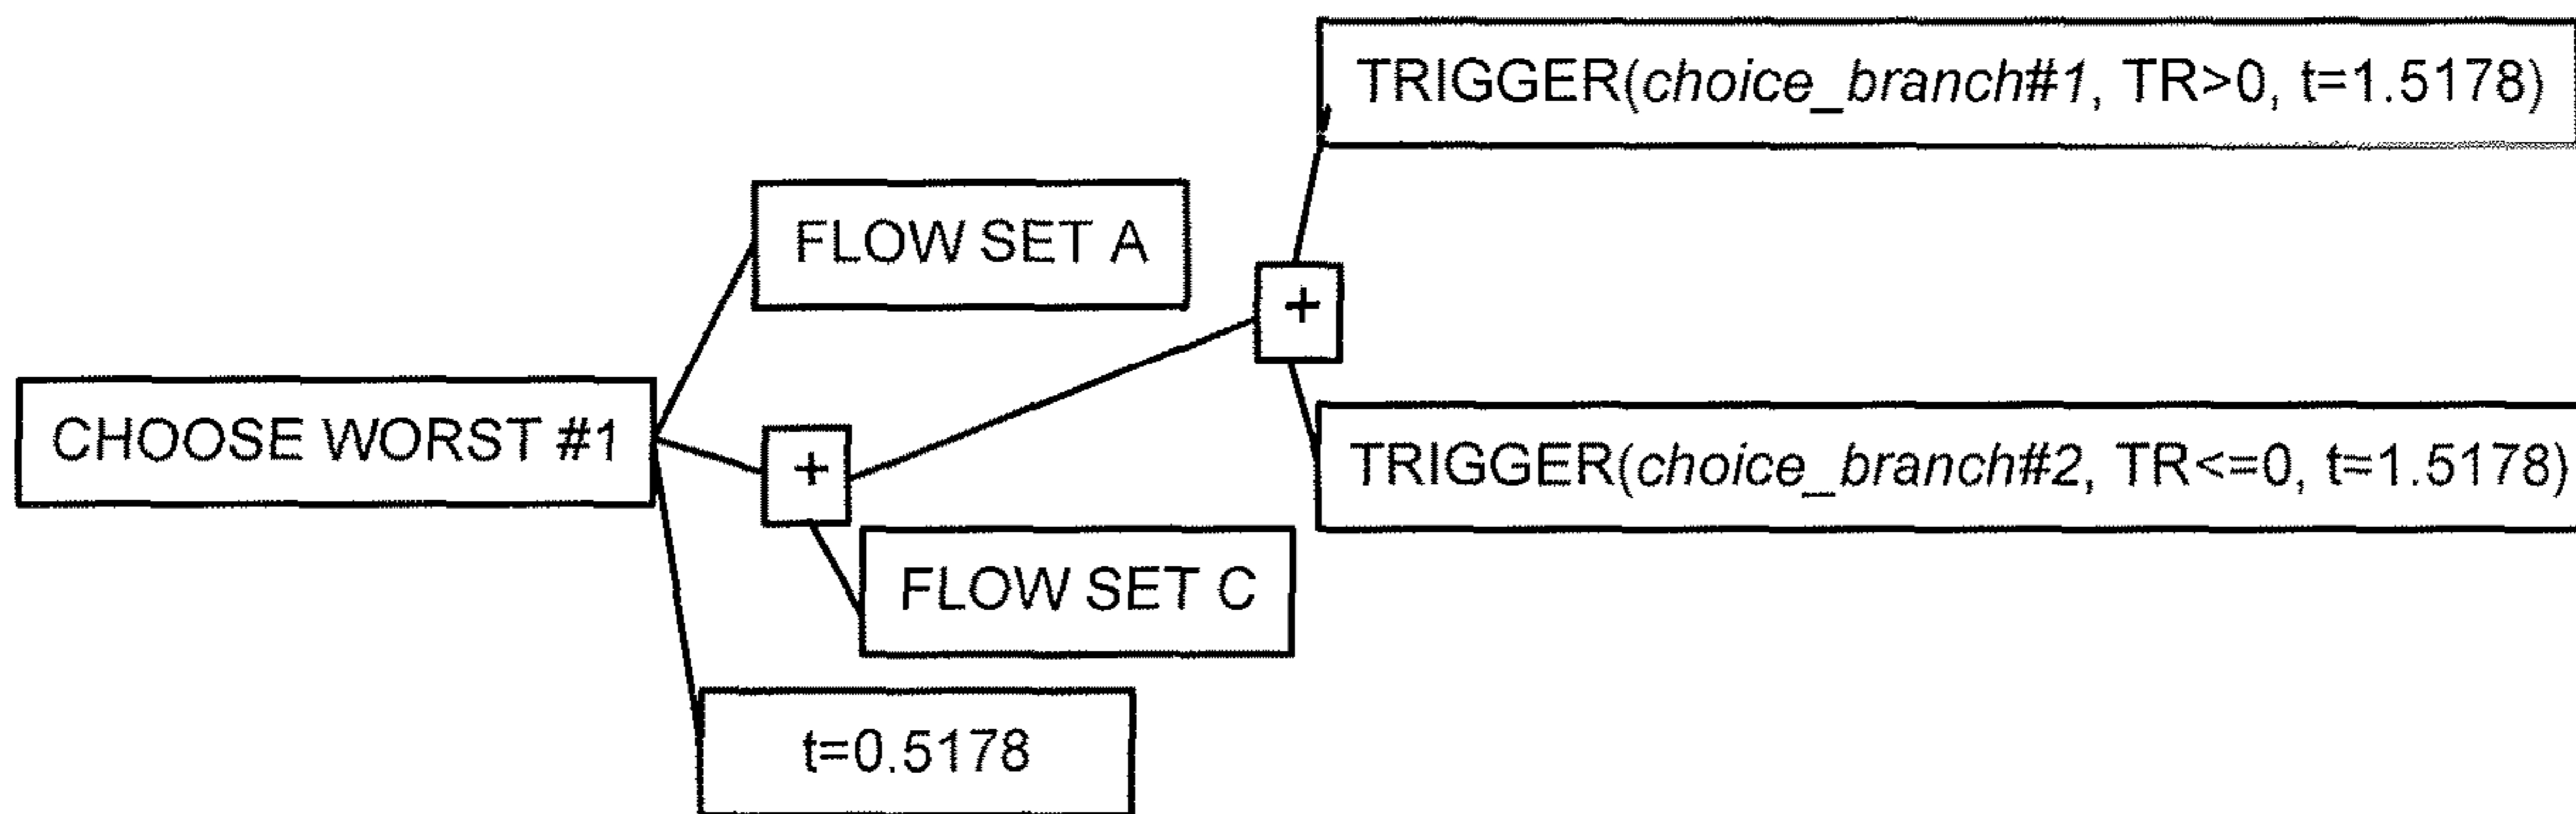 TRIGGER(choice_branch#1, TR>0, t=1.5178)
FLOW SET A
+
CHOOSE WORST #1
+
TRIGGER(choice_branch#2, TR<=0, t=1.5178)
FLOW SET C
t=0.5178